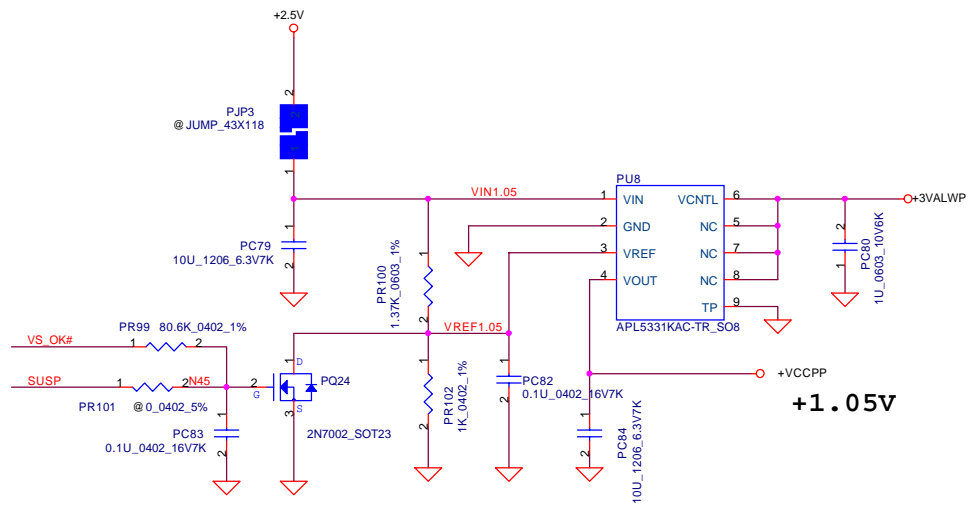 +2.5V
2
PJP3
@ JUMP_43X118
2
1
1
VIN1.05
1
PC79
10U_1206_6.3V7K
2
1
PR100
1.37K_0603_1%
2
PU8
1 VIN VCNTL 6
2 GND NC 5
3 VREF NC 7
4 VOUT NC 8
TP 9
APL5331KAC-TR_SO8
+3VALWP
2
PC80
1U_0603_10V6K
1
VREF1.05
PR99 80.6K_0402_1%
VS_OK# 1 2
SUSP 1 2 N45
PR101 @ 0_0402_5%
1
PC83
0.1U_0402_16V7K
2
1 D
2 G
S
3
PQ24
2N7002_SOT23
1
PR102
1K_0402_1%
2
1
PC82
0.1U_0402_16V7K
2
1
PC84
10U_1206_6.3V7K
2
+VCCPP
+1.05V